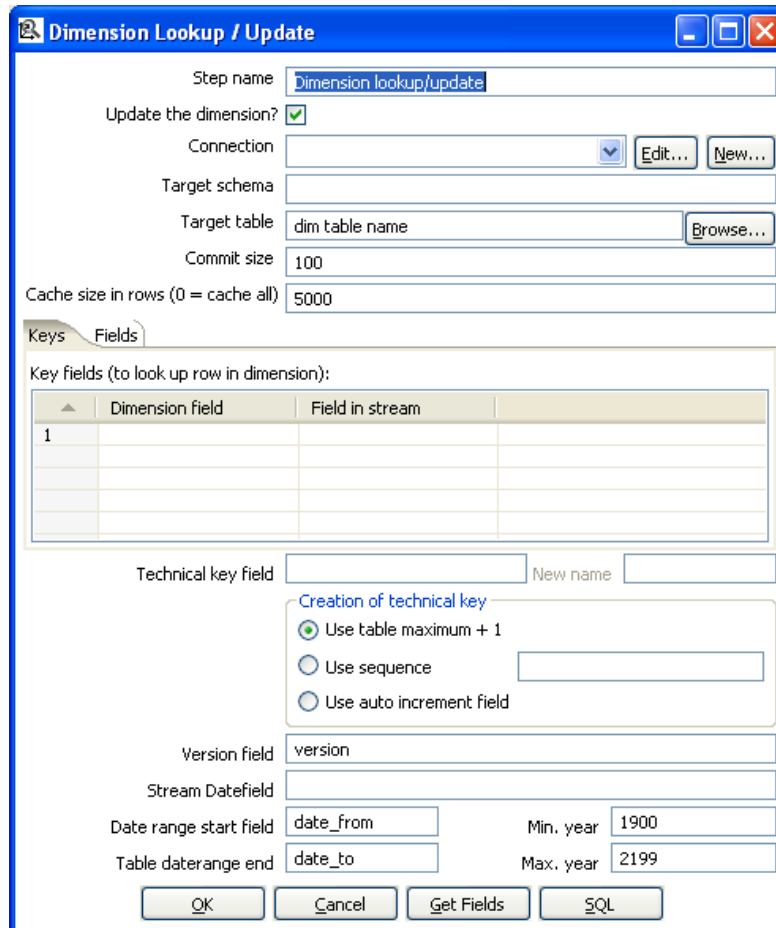 Dimension Lookup / Update
Step name Dimension lookup/update
Update the dimension?
Connection Edit... New...
Target schema
Target table dim table name Browse...
Commit size 100
Cache size in rows (0 = cache all) 5000
Keys Fields
Key fields (to look up row in dimension):
Dimension field Field in stream
1
Technical key field New name
Creation of technical key
Use table maximum + 1
Use sequence
Use auto increment field
Version field version
Stream Datefield
Date range start field date_from Min. year 1900
Table daterange end date_to Max. year 2199
OK Cancel Get Fields SQL